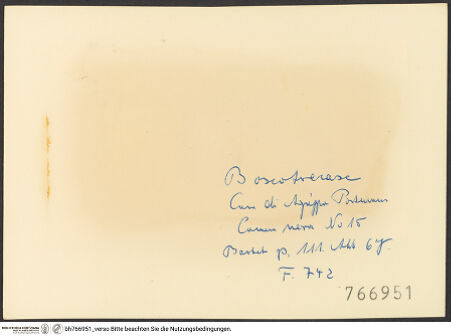 Boscotrecase
Casa di Agrippa Postumus
Camera nera No 15
Barbet p. 111. Abb. 67.
F. 742
766951
bh766951_verso Bitte beachten Sie die Nutzungsbedingungen.